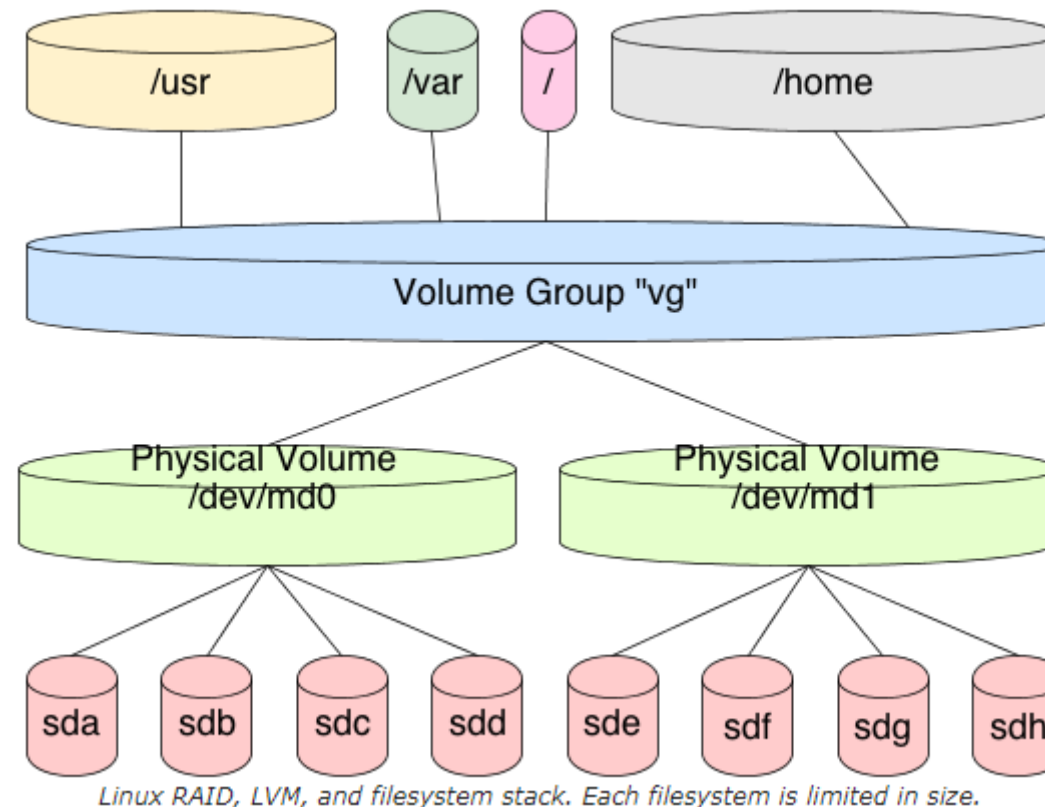 /usr
/var
/
/home
Volume Group "vg"
Physical Volume
/dev/md0
Physical Volume
/dev/md1
sda
sdb
sdc
sdd
sde
sdf
sdg
sdh
Linux RAID, LVM, and filesystem stack. Each filesystem is limited in size.